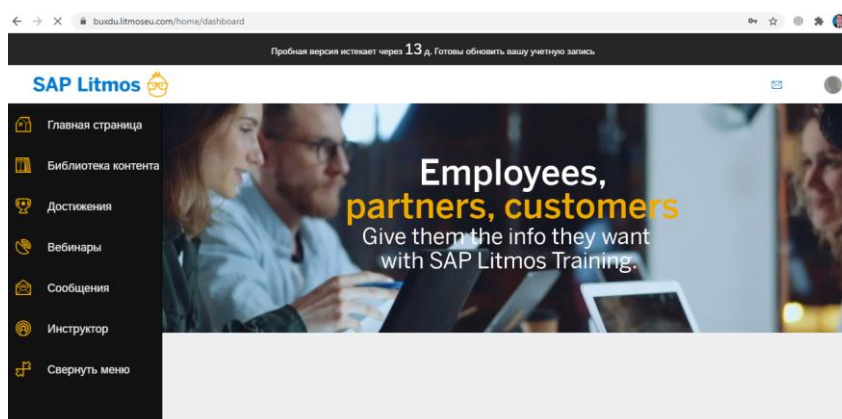 buxdu.litmoseu.com/home/dashboard
Пробная версия истекает через 13 д. Готовы обновить вашу учетную запись
SAP Litmos
Главная страница
Библиотека контента
Достижения
Вебинары
Сообщения
Инструктор
Свернуть меню
Employees,
partners, customers
Give them the info they want
with SAP Litmos Training.